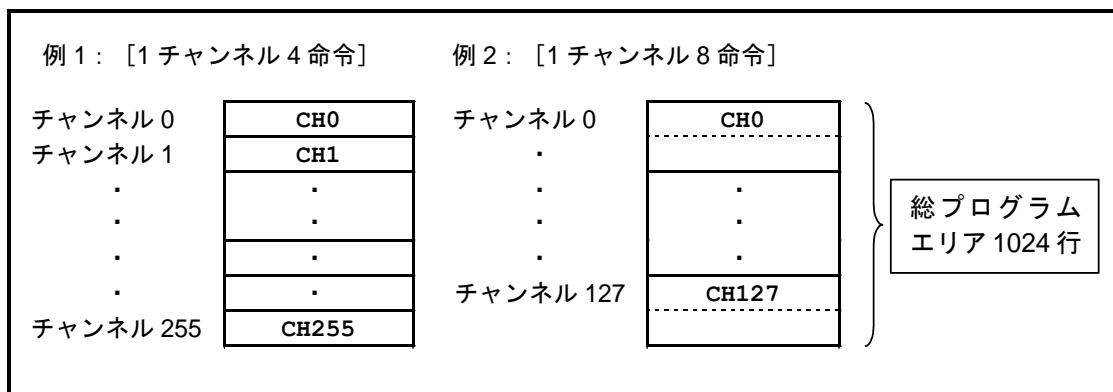 例 1： [1 チャンネル 4 命令]
例 2： [1 チャンネル 8 命令]
チャンネル 0
CH0
チャンネル 1
CH1
・ ・
・ ・
・ ・
・ ・
チャンネル 255
CH255
チャンネル 0
CH0
・
・ ・
・ ・
・ ・
チャンネル 127
CH127
総プログラム
エリア 1024 行